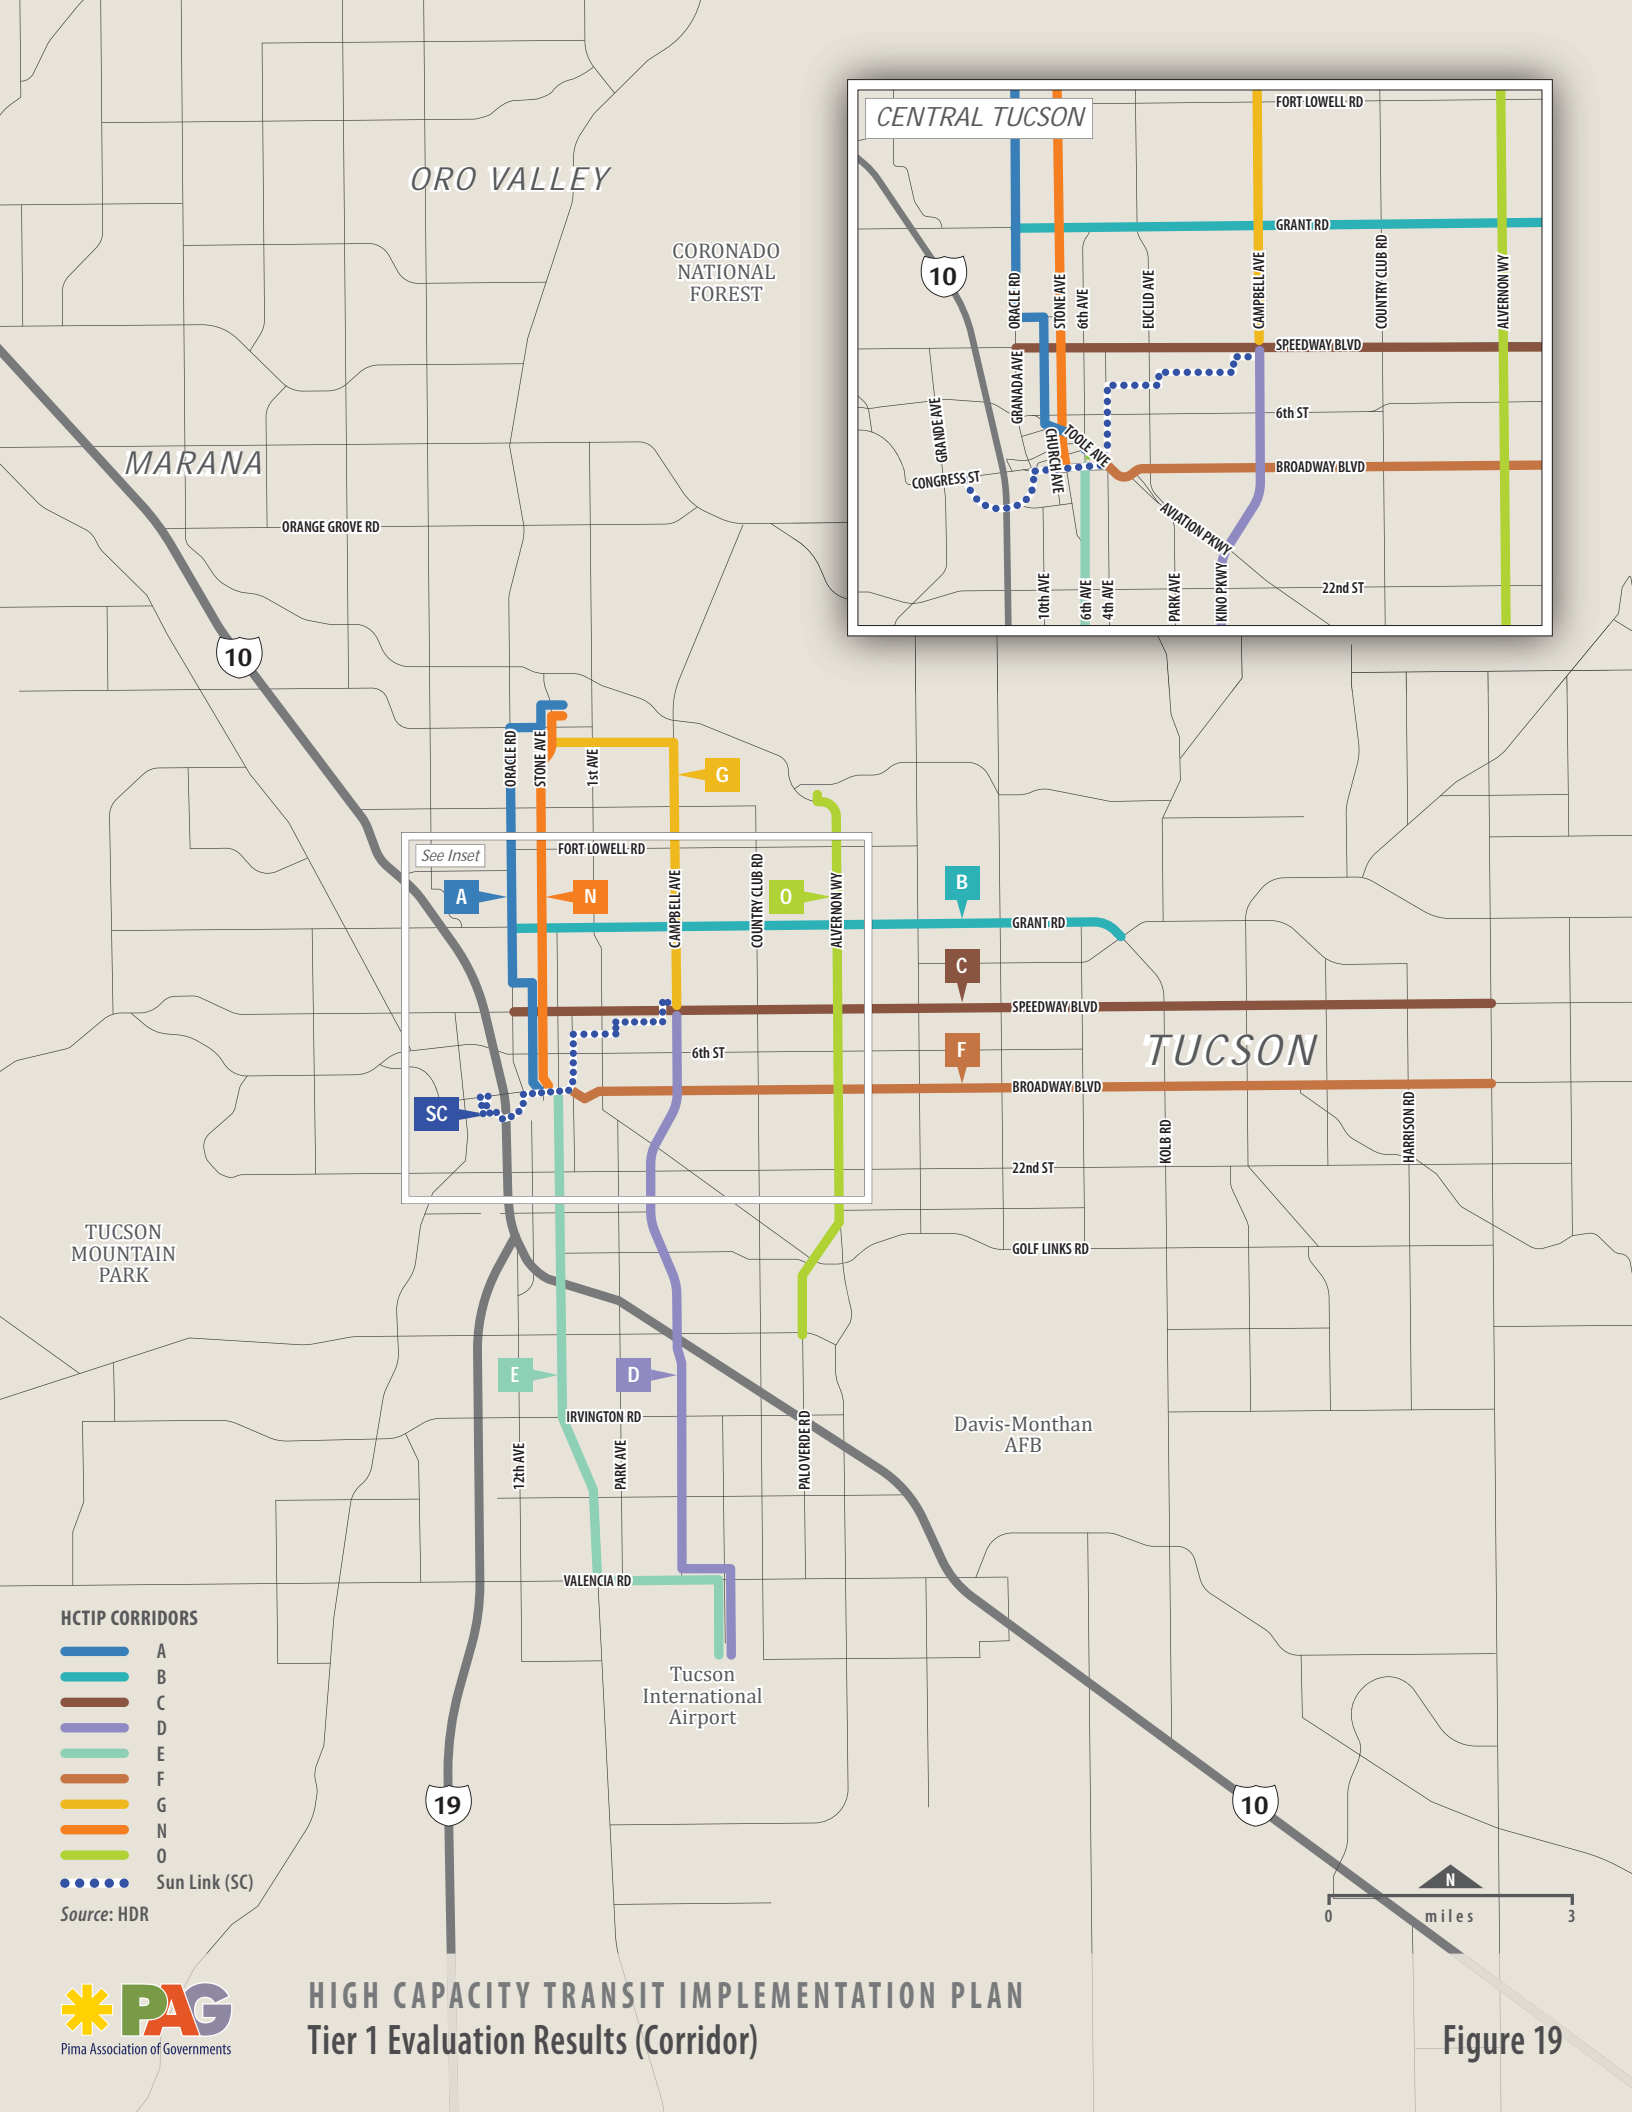 CENTRAL TUCSON
FORT LOWELL RD
GRANT RD
10
ORACLE RD
STONE AVE
6th AVE
EUCLID AVE
CAMPBELL AVE
COUNTRY CLUB RD
ALVERNON WY
SPEEDWAY BLVD
GRANADA AVE
GRANDE AVE
6th ST
CHURCH AVE
TOOLE AVE
BROADWAY BLVD
CONGRESS ST
AVIATION PKWY
10th AVE
6th AVE
4th AVE
PARK AVE
KINO PKWY
22nd ST
ORO VALLEY
CORONADO
NATIONAL
FOREST
MARANA
ORANGE GROVE RD
10
ORACLE RD
STONE AVE
1st AVE
G
See Inset
FORT LOWELL RD
A
N
CAMPBELL AVE
COUNTRY CLUB RD
O
ALVERNON WY
B
GRANT RD
C
SPEEDWAY BLVD
6th ST
F
TUCSON
BROADWAY BLVD
SC
KOLB RD
HARRISON RD
22nd ST
TUCSON
MOUNTAIN
PARK
GOLF LINKS RD
E
D
IRVINGTON RD
12th AVE
PARK AVE
PALO VERDE RD
Davis-Monthan
AFB
VALENCIA RD
Tucson
International
Airport
19
10
HCTIP CORRIDORS
A
B
C
D
E
F
G
N
O
Sun Link (SC)
Source: HDR
N
0 miles 3
PAG
Pima Association of Governments
HIGH CAPACITY TRANSIT IMPLEMENTATION PLAN
Tier 1 Evaluation Results (Corridor)
Figure 19